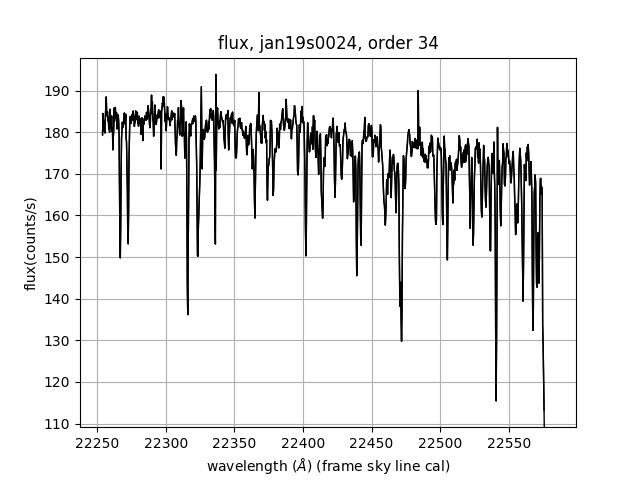 flux, jan19s0024, order 34
190
180
170
160
150
140
130
120
110
flux(counts/s)
22250 22300 22350 22400 22450 22500 22550
wavelength (Å) (frame sky line cal)